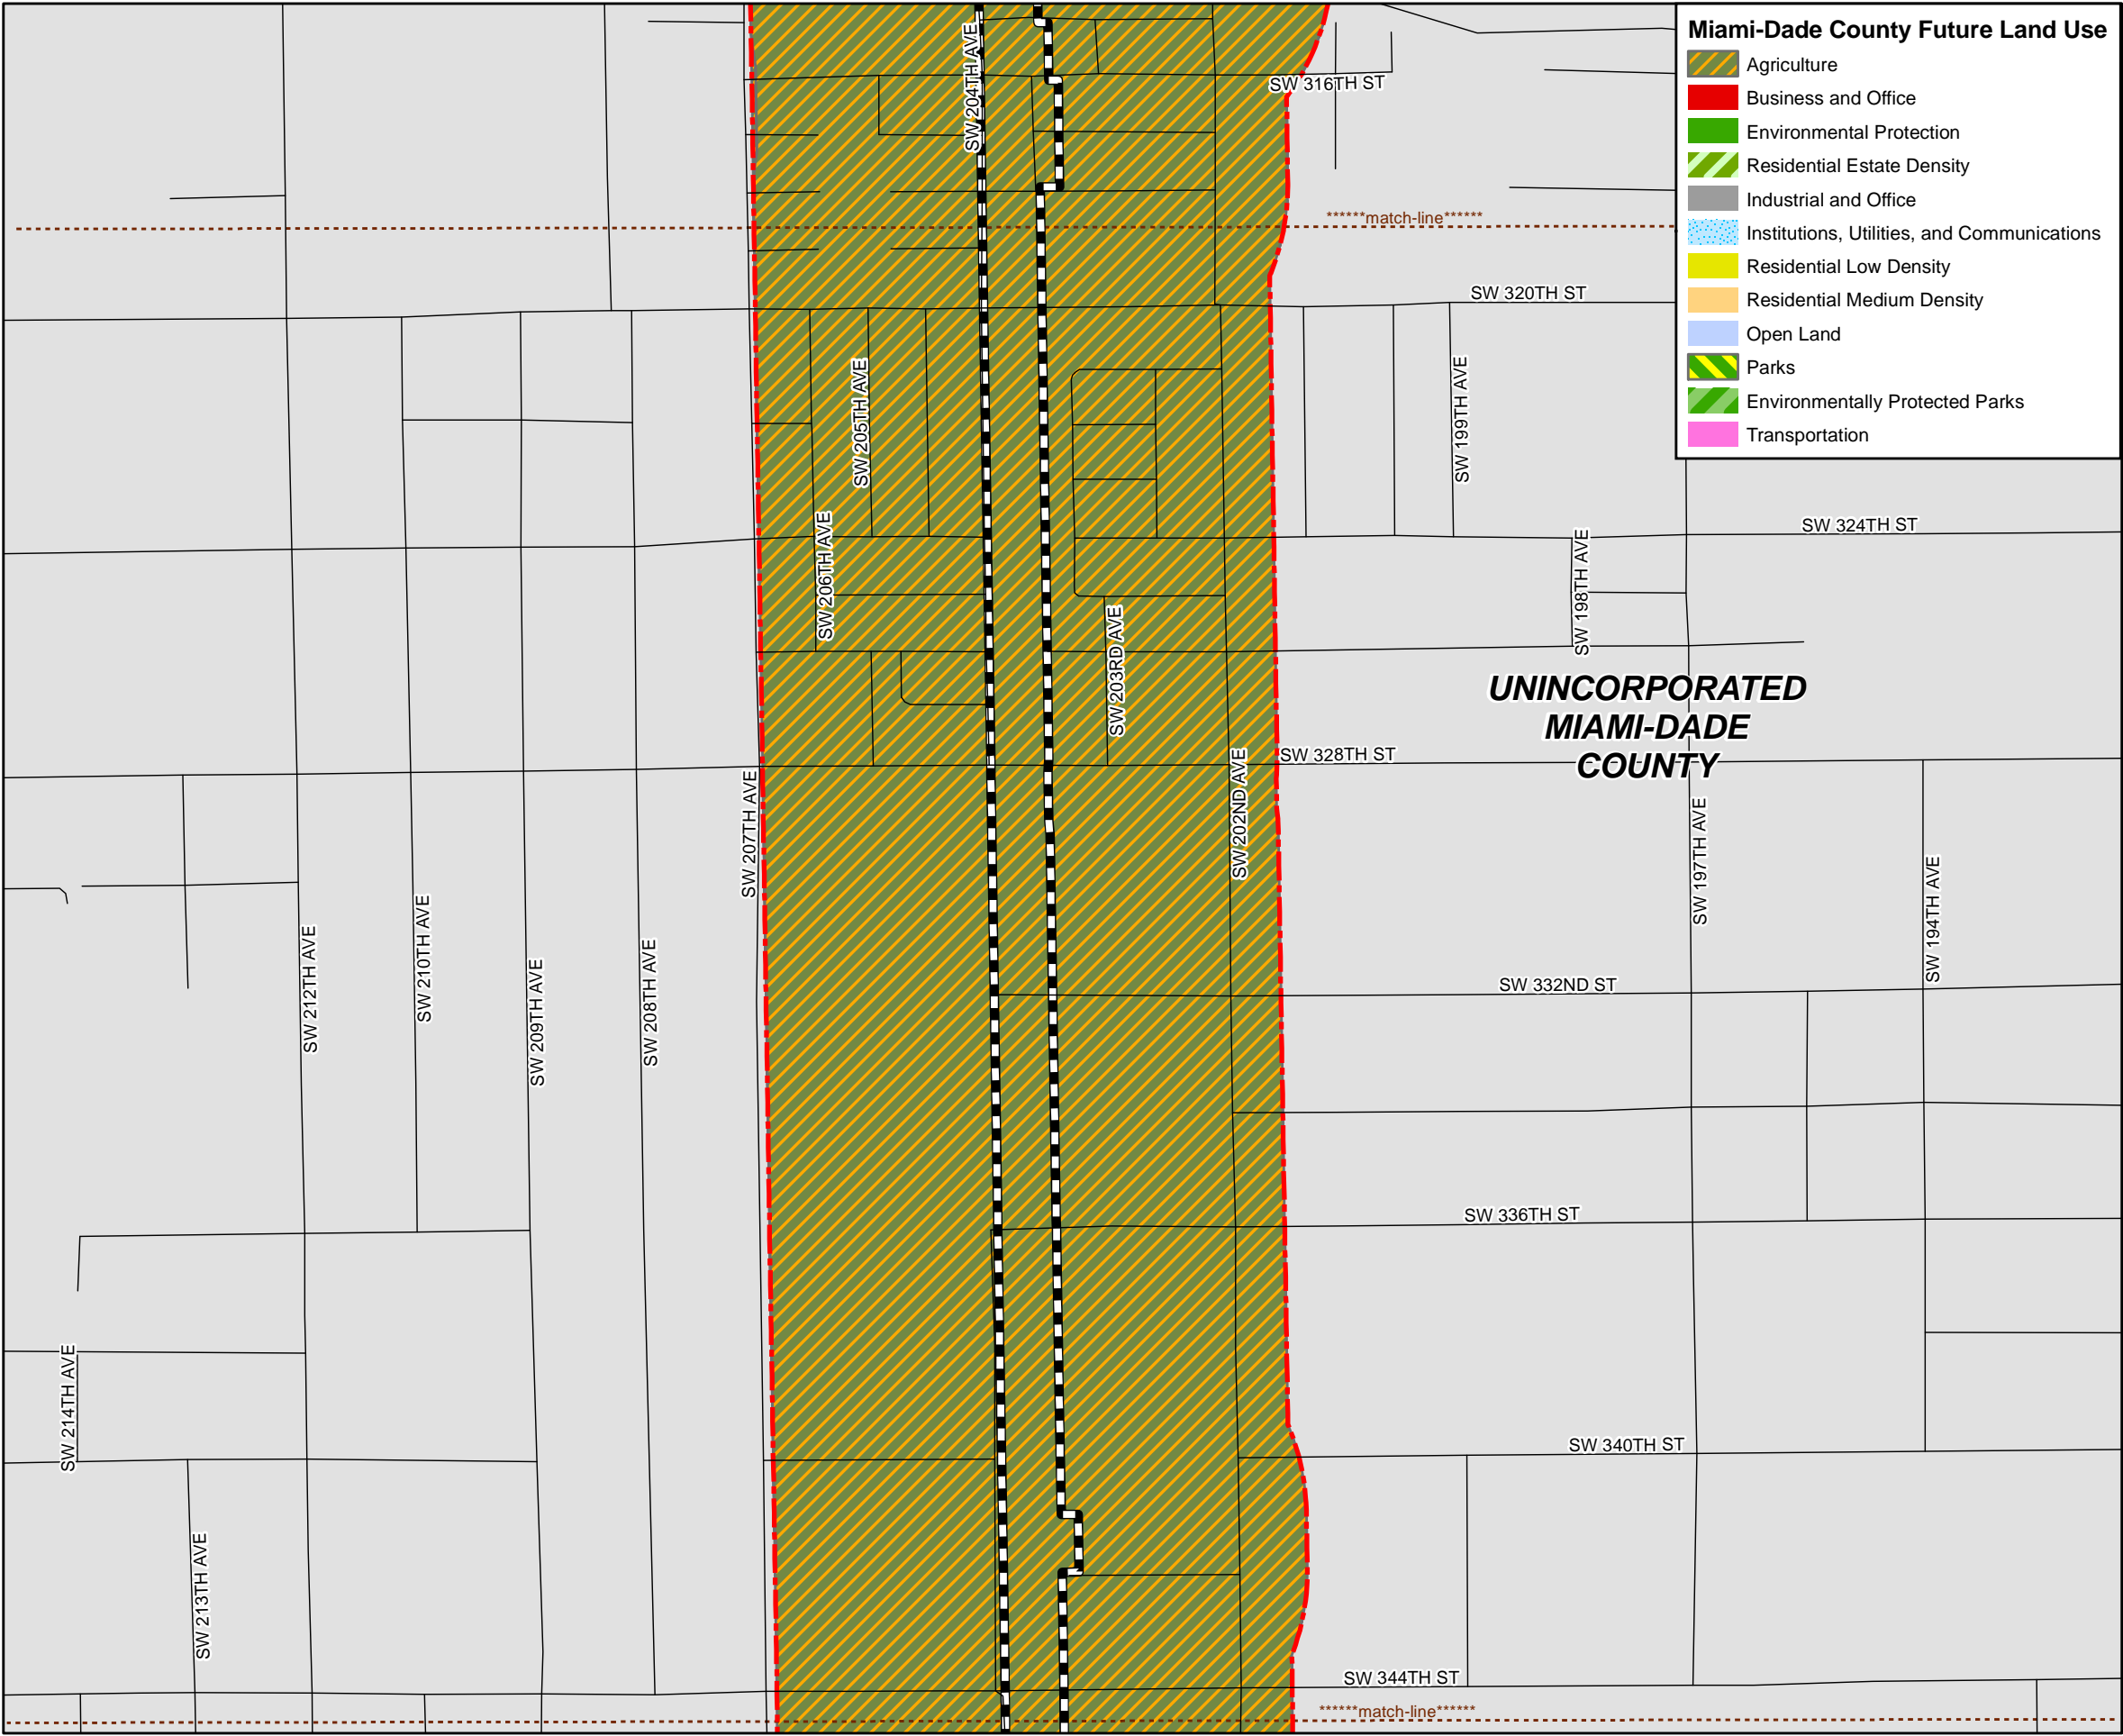 Miami-Dade County Future Land Use
Agriculture
Business and Office
Environmental Protection
Residential Estate Density
Industrial and Office
Institutions, Utilities, and Communications
Residential Low Density
Residential Medium Density
Open Land
Parks
Environmentally Protected Parks
Transportation
SW 204TH AVE
SW 316TH ST
******match-line******
SW 320TH ST
SW 205TH AVE
SW 199TH AVE
SW 324TH ST
SW 206TH AVE
SW 198TH AVE
SW 203RD AVE
UNINCORPORATED
MIAMI-DADE
COUNTY
SW 328TH ST
SW 207TH AVE
SW 202ND AVE
SW 197TH AVE
SW 194TH AVE
SW 212TH AVE
SW 210TH AVE
SW 209TH AVE
SW 208TH AVE
SW 332ND ST
SW 336TH ST
SW 214TH AVE
SW 340TH ST
SW 213TH AVE
SW 344TH ST
******match-line******